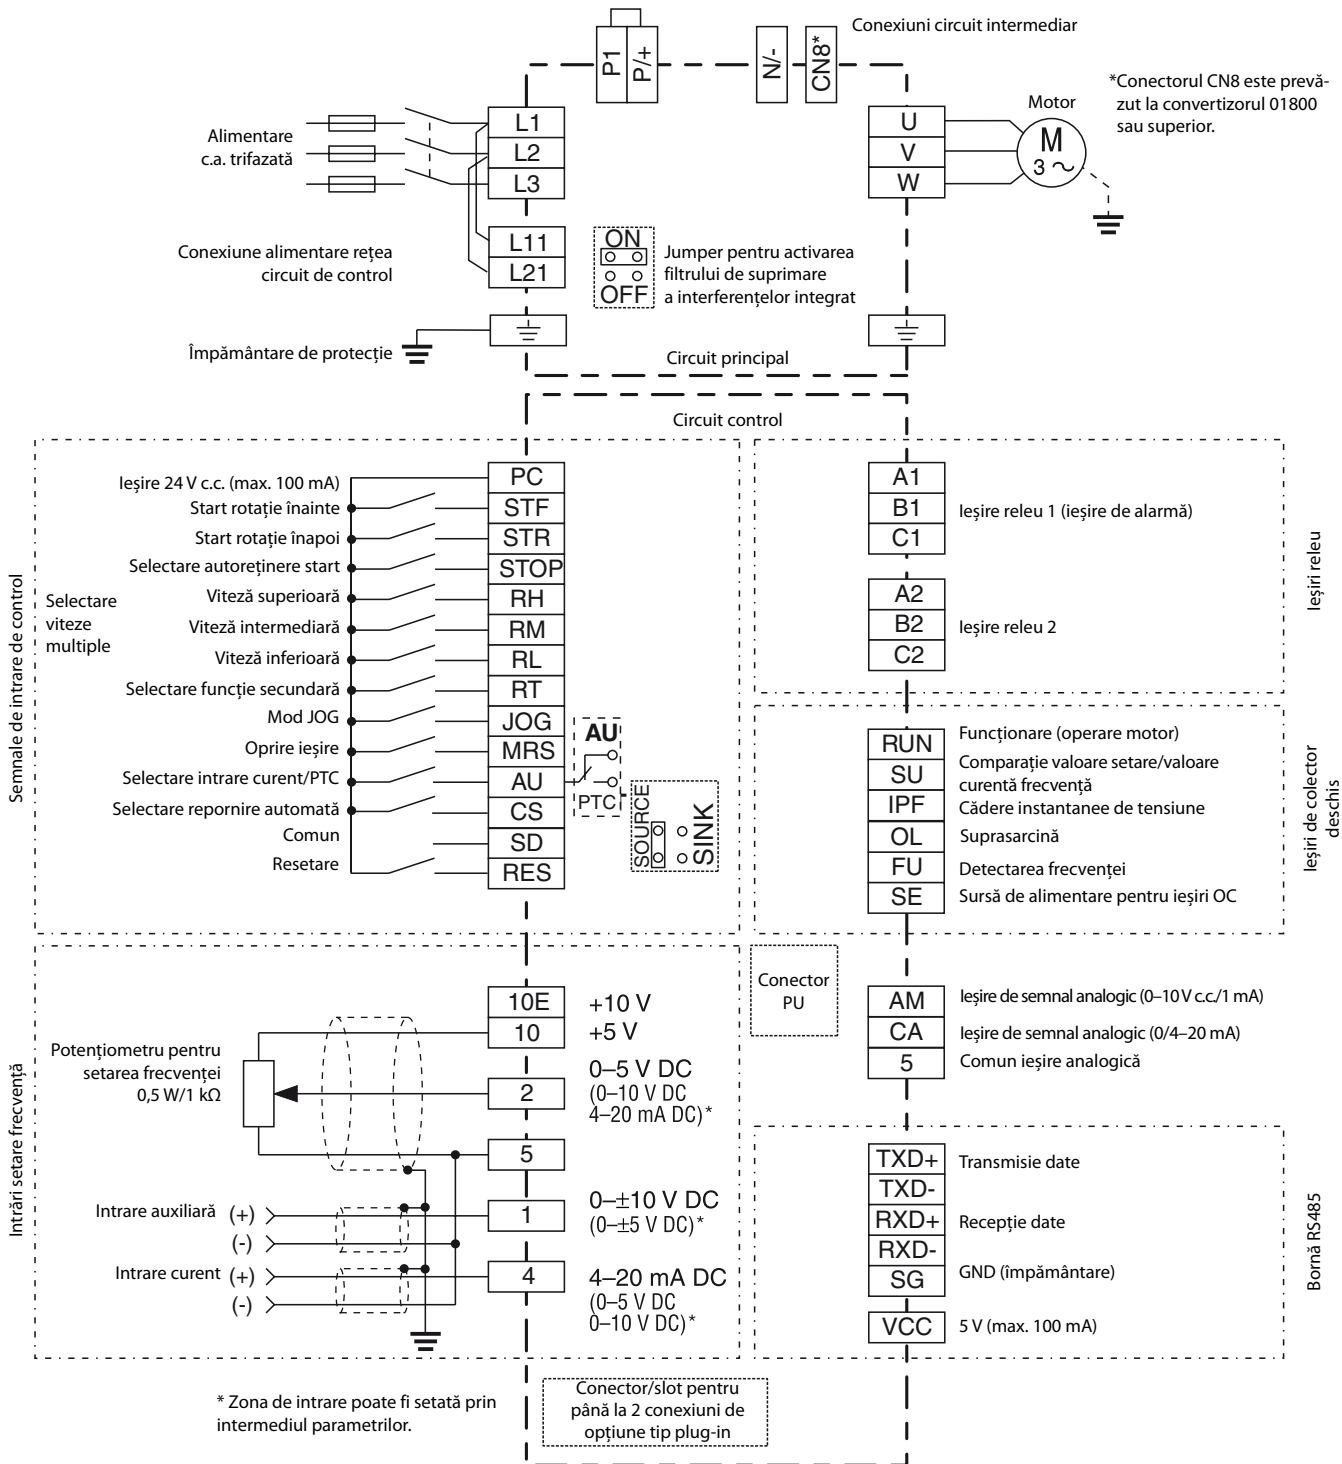 Conexiuni circuit intermediar
P1
P/+
N/-
CN8*
*Conectorul CN8 este prevă-
zut la convertizorul 01800
sau superior.
Alimentare
c.a. trifazată
L1
L2
L3
U
V
W
Motor
M
3 ~
Conexiune alimentare rețea
circuit de control
L11
L21
ON
OFF
Jumper pentru activarea
filtrului de suprimare
a interferențelor integrat
Împământare de protecție
Circuit principal
Circuit control
Semnale de intrare de control
Selectare
viteze
multiple
Ieșire 24 V c.c. (max. 100 mA)
Start rotație înainte
Start rotație înapoi
Selectare autoreținere start
Viteză superioară
Viteză intermediară
Viteză inferioară
Selectare funcție secundară
Mod JOG
Oprire ieșire
Selectare intrare curent/PTC
Selectare repornire automată
Comun
Resetare
PC
STF
STR
STOP
RH
RM
RL
RT
JOG
MRS
AU
CS
SD
RES
AU
PTC
SOURCE
SINK
A1
B1
C1
Ieșire releu 1 (ieșire de alarmă)
A2
B2
C2
Ieșire releu 2
Ieșiri releu
RUN
SU
IPF
OL
FU
SE
Funcționare (operare motor)
Comparație valoare setare/valoare
curentă frecvență
Cădere instantanee de tensiune
Suprasarcină
Detectarea frecvenței
Sursă de alimentare pentru ieșiri OC
Ieșiri de colector
deschis
Intrări setare frecvență
Potențiometru pentru
setarea frecvenței
0,5 W/1 kΩ
10E +10 V
10 +5 V
2
0–5 V DC
(0–10 V DC
4–20 mA DC)*
5
Intrare auxiliară (+)
(-)
1
0–±10 V DC
(0–±5 V DC)*
Intrare curent (+)
(-)
4
4–20 mA DC
(0–5 V DC
0–10 V DC)*
Conector
PU
AM
CA
5
Ieșire de semnal analogic (0–10 V c.c./1 mA)
Ieșire de semnal analogic (0/4–20 mA)
Comun ieșire analogică
TXD+
TXD-
RXD+
RXD-
SG
VCC
Transmisie date
Recepție date
GND (împământare)
5 V (max. 100 mA)
Bornă RS485
* Zona de intrare poate fi setată prin
intermediul parametrilor.
Conector/slot pentru
până la 2 conexiuni de
opțiune tip plug-in